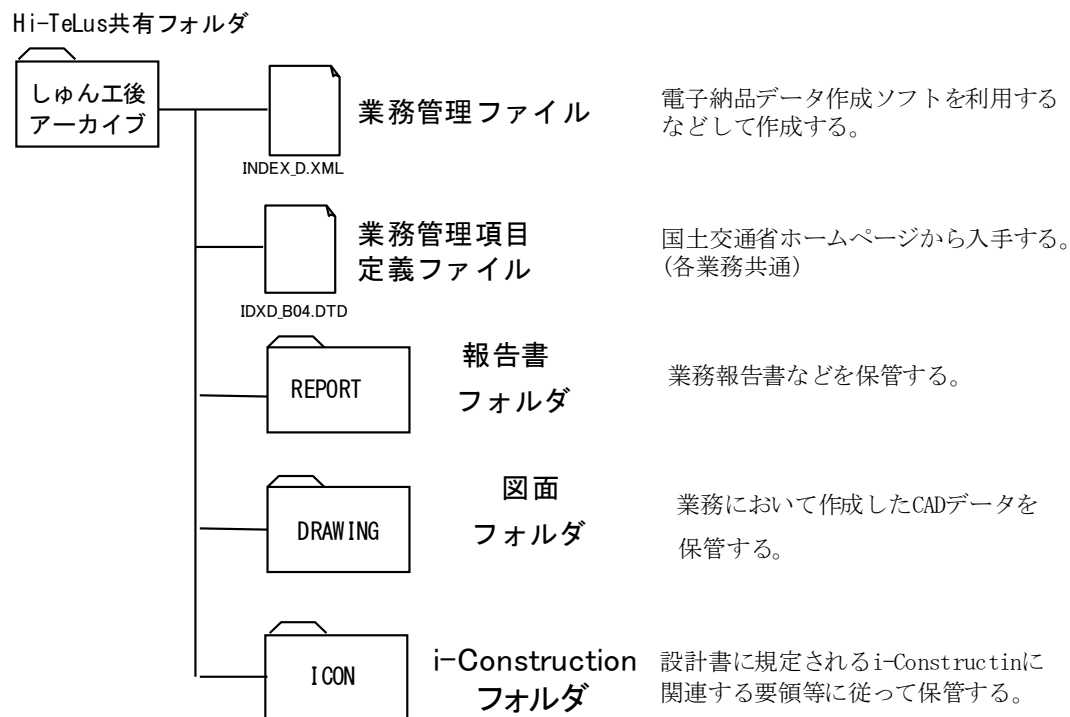 Hi-TeLus共有フォルダ
しゅん工後
アーカイブ
業務管理ファイル
電子納品データ作成ソフトを利用する
などして作成する。
INDEX_D.XML
業務管理項目
定義ファイル
国土交通省ホームページから入手する。
(各業務共通)
IDXD_B04.DTD
REPORT
報告書
フォルダ
業務報告書などを保管する。
DRAWING
図面
フォルダ
業務において作成したCADデータを
保管する。
ICON
i-Construction
フォルダ
設計書に規定されるi-Constructinに
関連する要領等に従って保管する。